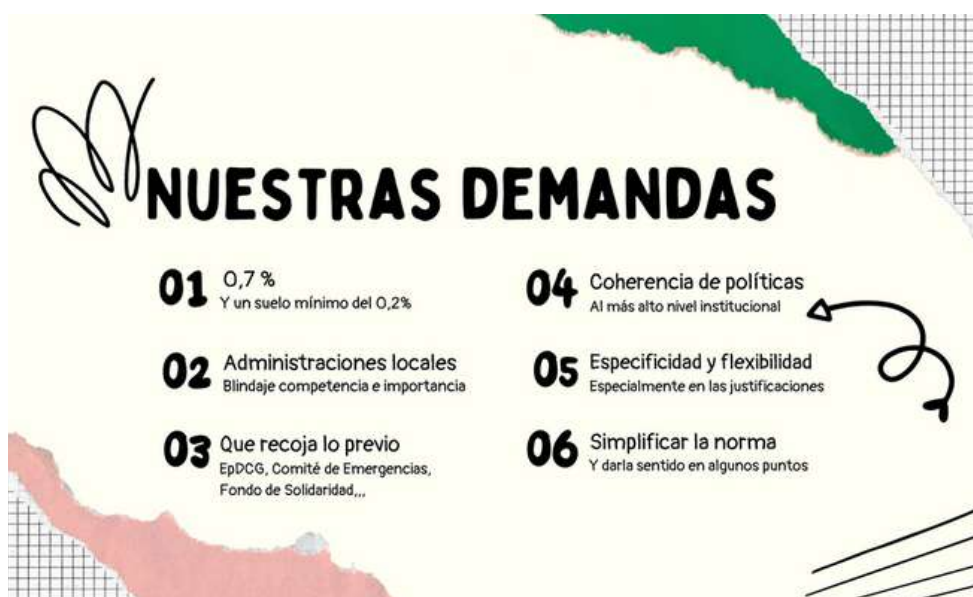 NUESTRAS DEMANDAS
01
0,7 %
Y un suelo mínimo del 0,2%
02
Administraciones locales
Blindaje competencia e importancia
03
Que recoja lo previo
EpDCG, Comité de Emergencias,
Fondo de Solidaridad,,,
04
Coherencia de políticas
Al más alto nivel institucional
05
Especificidad y flexibilidad
Especialmente en las justificaciones
06
Simplificar la norma
Y darla sentido en algunos puntos